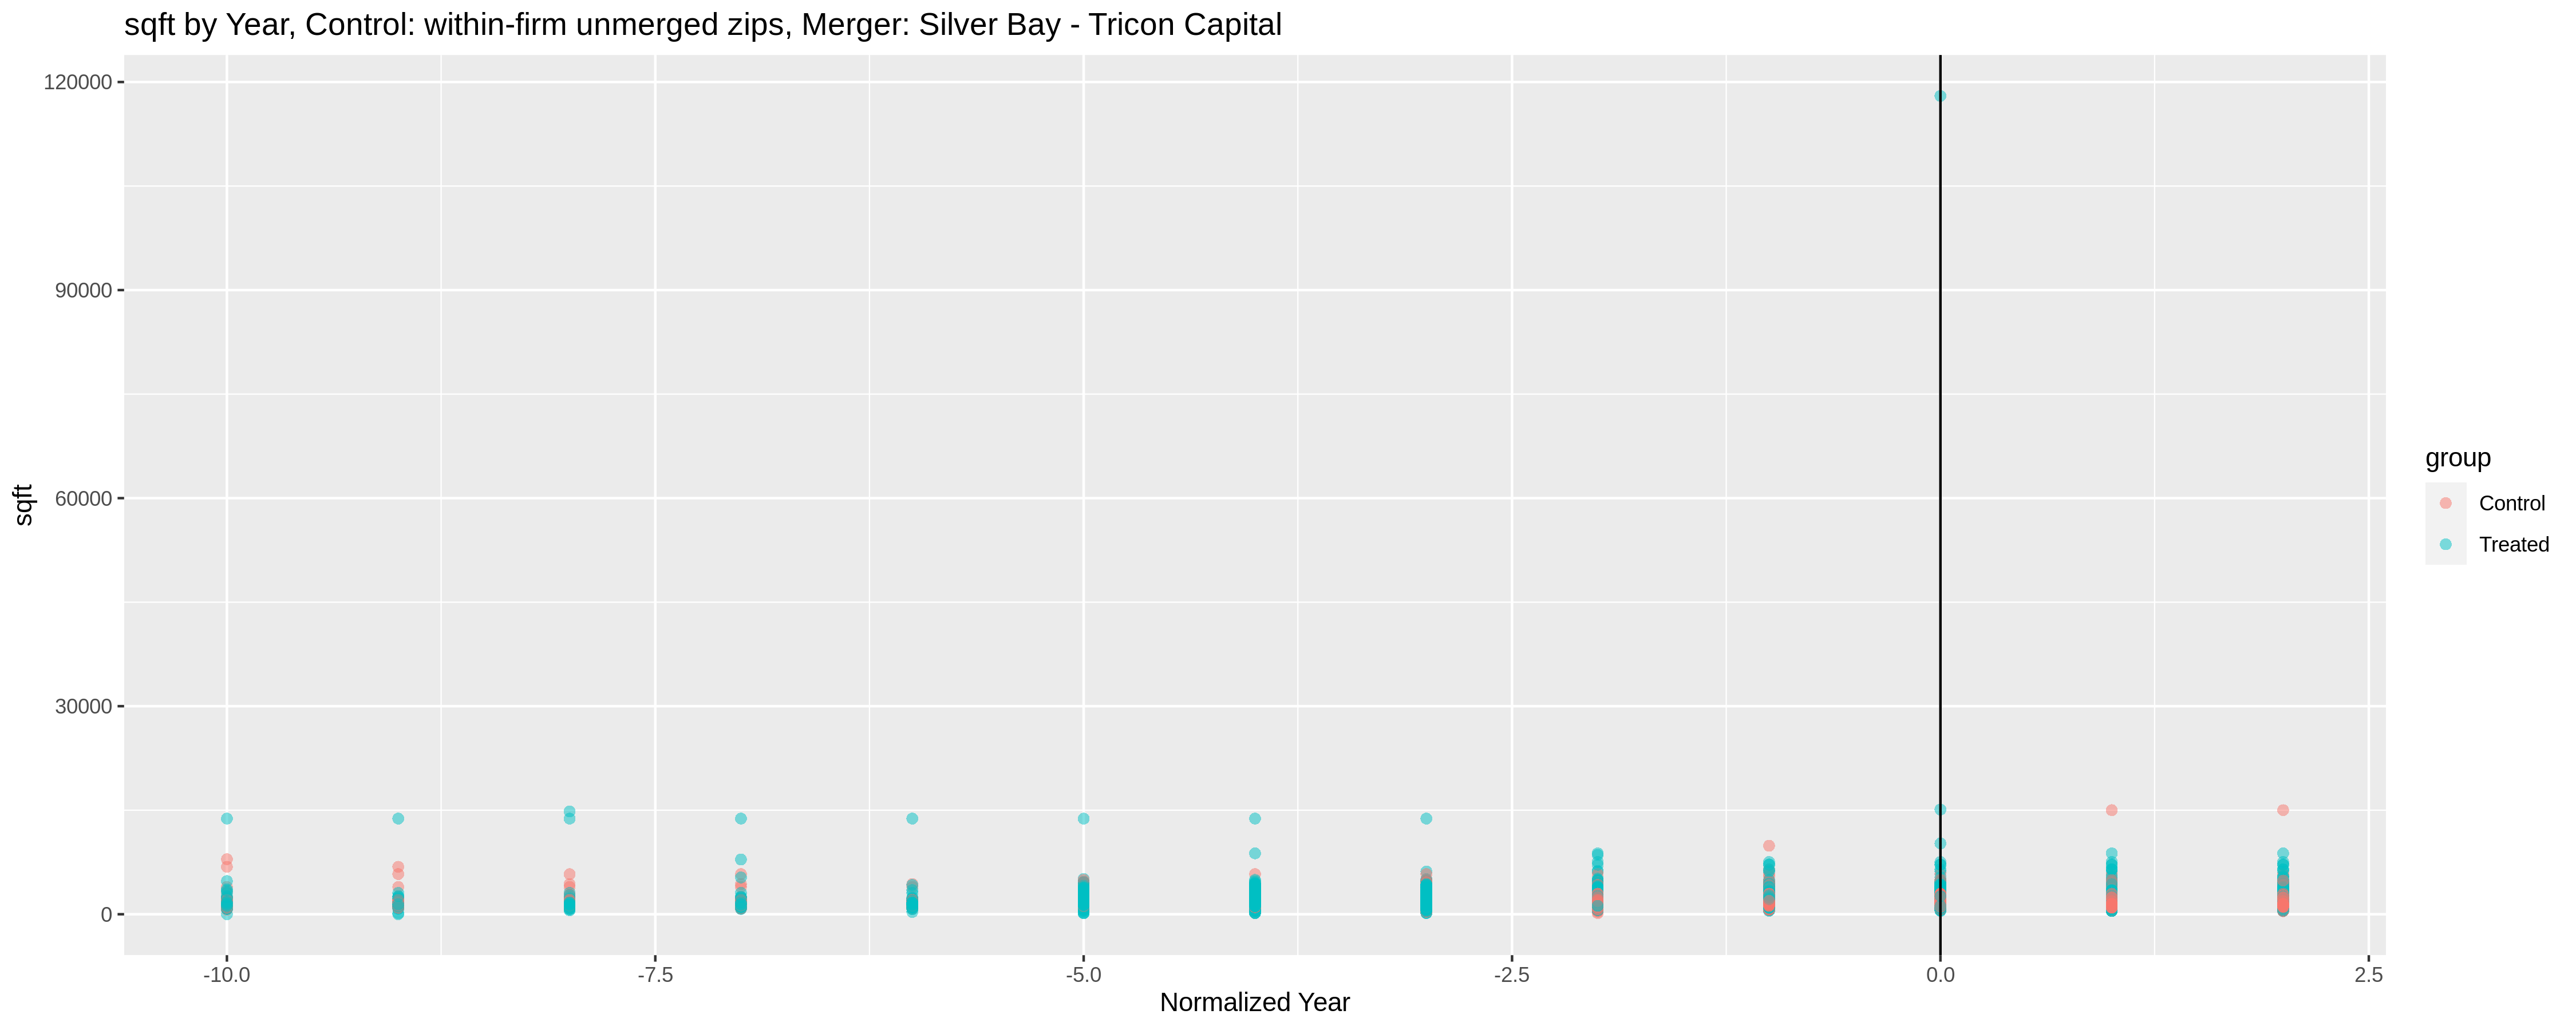 sqft by Year, Control: within-firm unmerged zips, Merger: Silver Bay - Tricon Capital
120000
90000
60000
30000
0
sqft
-10.0
-7.5
-5.0
-2.5
0.0
2.5
Normalized Year
group
Control
Treated